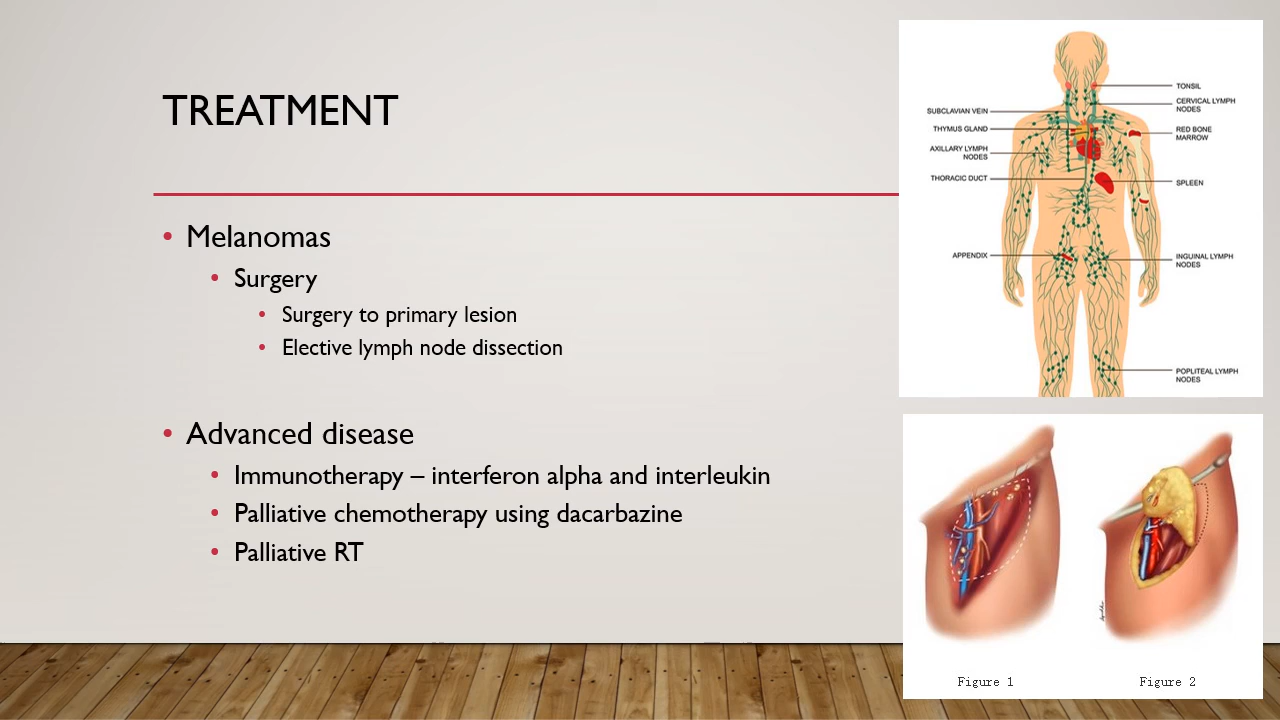 TREATMENT
Melanomas
Surgery
Surgery to primary lesion
Elective lymph node dissection
Advanced disease
Immunotherapy – interferon alpha and interleukin
Palliative chemotherapy using dacarbazine
Palliative RT
SUBCLAVIAN VEIN
THYMUS GLAND
AXILLARY LYMPH
NODES
THORACIC DUCT
APPENDIX
TONSIL
CERVICAL LYMPH
NODES
RED BONE
MARROW
SPLEEN
INGUINAL LYMPH
NODES
POPLITEAL LYMPH
NODES
Figure 1
Figure 2